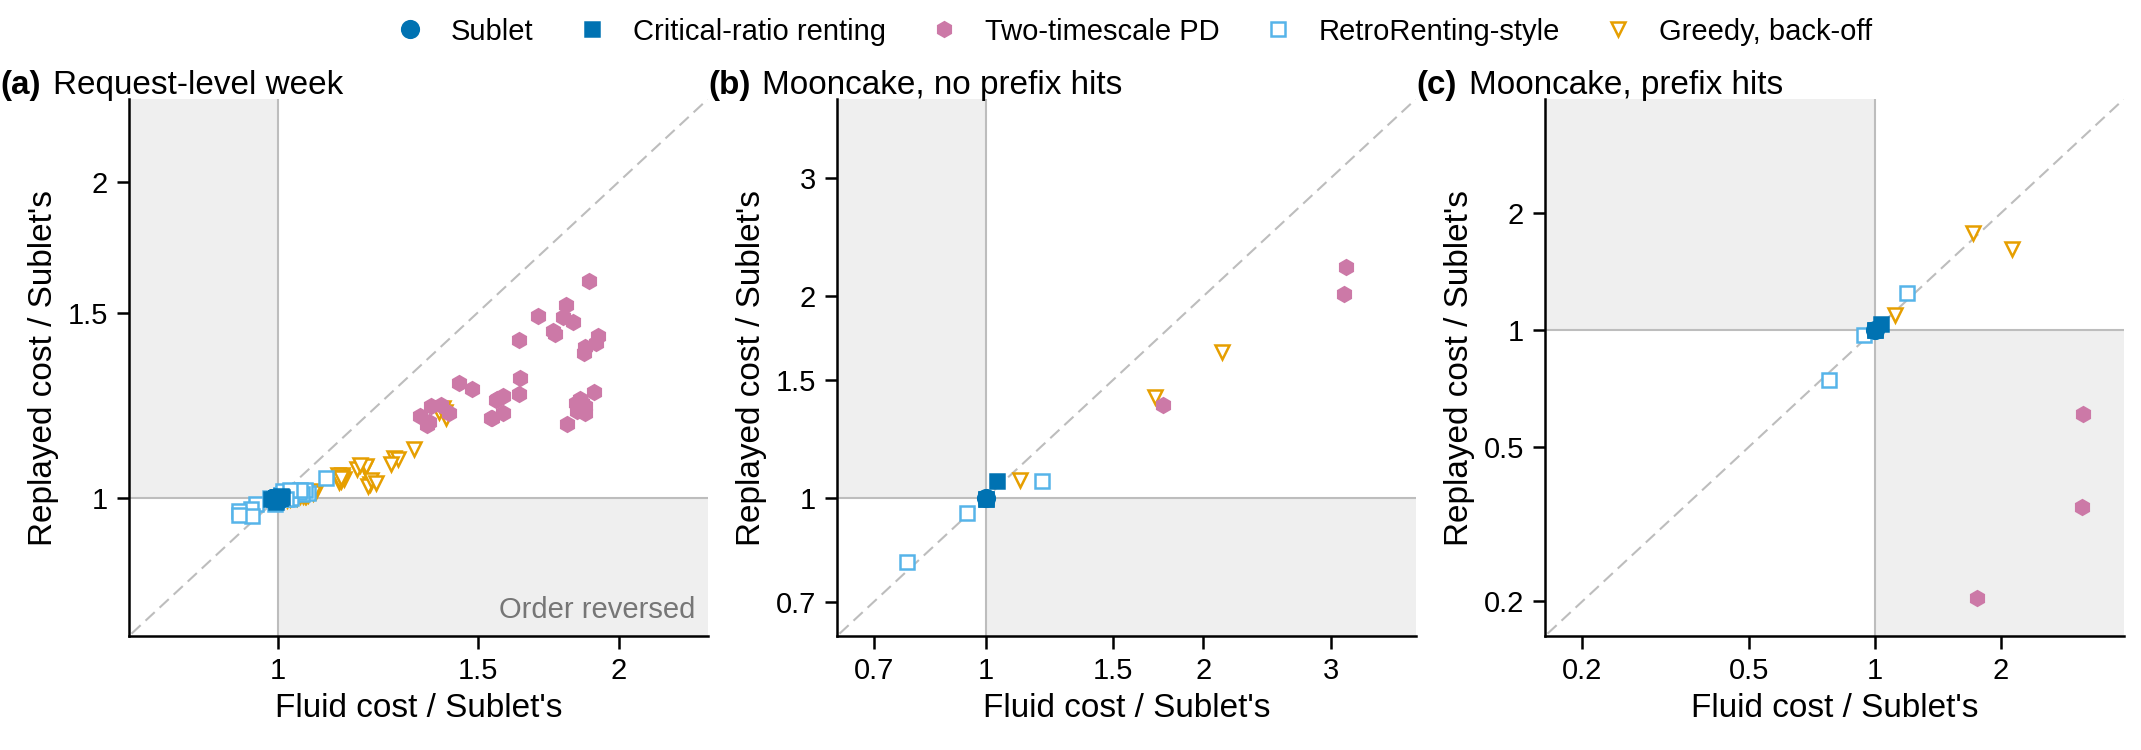 Sublet Critical-ratio renting Two-timescale PD RetroRenting-style Greedy, back-off
(a) Request-level week
2
1.5
1
Replayed cost / Sublet's
Order reversed
1 1.5 2
Fluid cost / Sublet's
(b) Mooncake, no prefix hits
3
2
1.5
1
0.7
Replayed cost / Sublet's
0.7 1 1.5 2 3
Fluid cost / Sublet's
(c) Mooncake, prefix hits
2
1
0.5
0.2
Replayed cost / Sublet's
0.2 0.5 1 2
Fluid cost / Sublet's